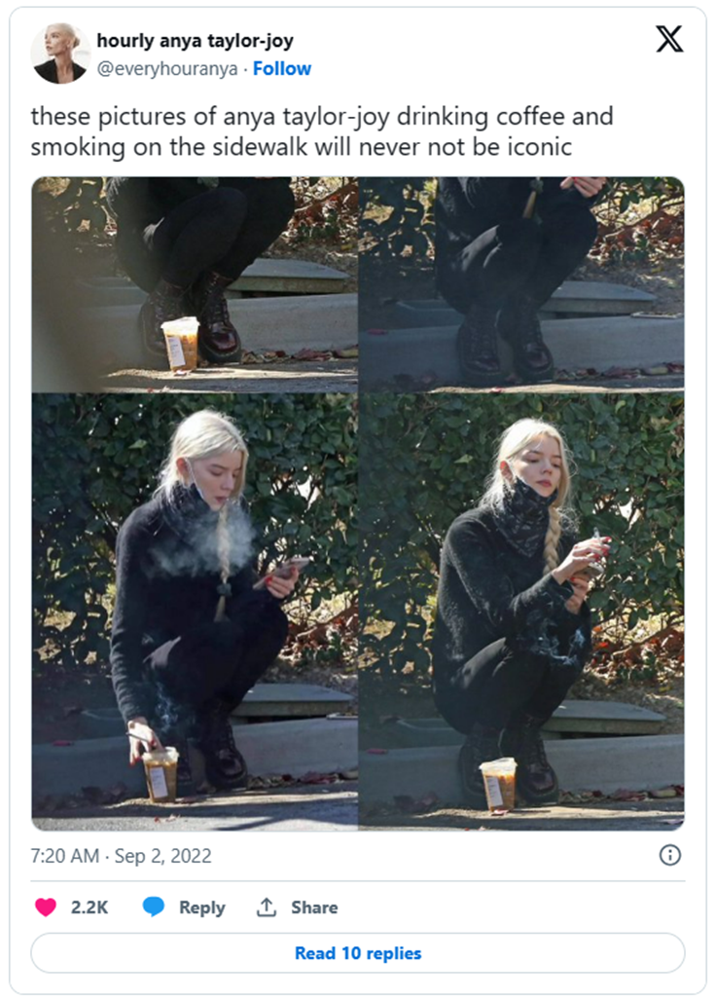 hourly anya taylor-joy
@everyhouranya · Follow
these pictures of anya taylor-joy drinking coffee and
smoking on the sidewalk will never not be iconic
7:20 AM · Sep 2, 2022
2.2K Reply Share
Read 10 replies